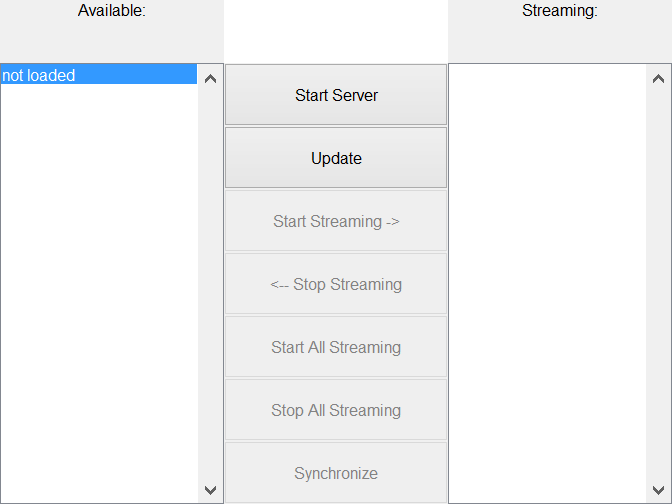 Available:
Streaming:
not loaded
Start Server
Update
Start Streaming ->
<-- Stop Streaming
Start All Streaming
Stop All Streaming
Synchronize